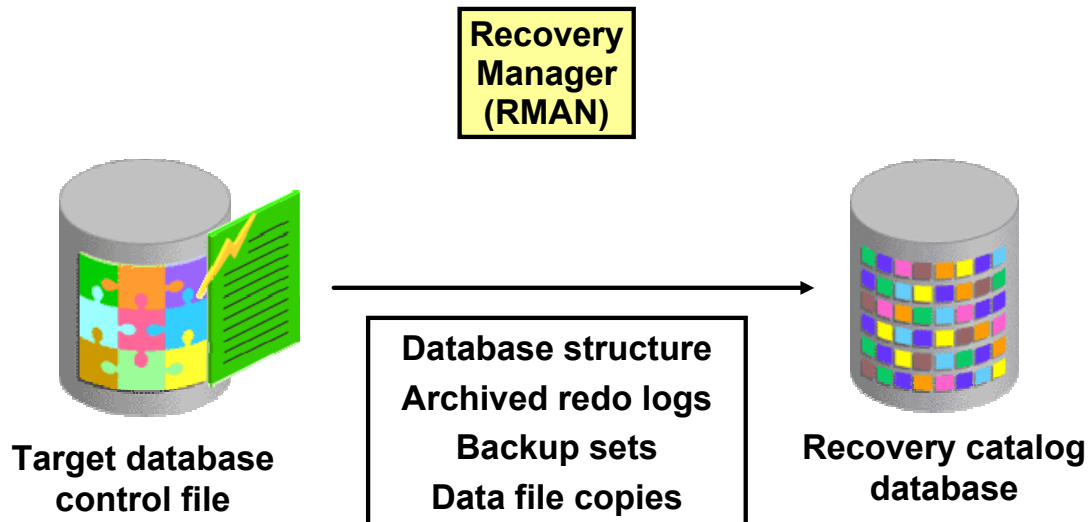 Recovery
Manager
(RMAN)
Database structure
Archived redo logs
Backup sets
Data file copies
Target database
control file
Recovery catalog
database